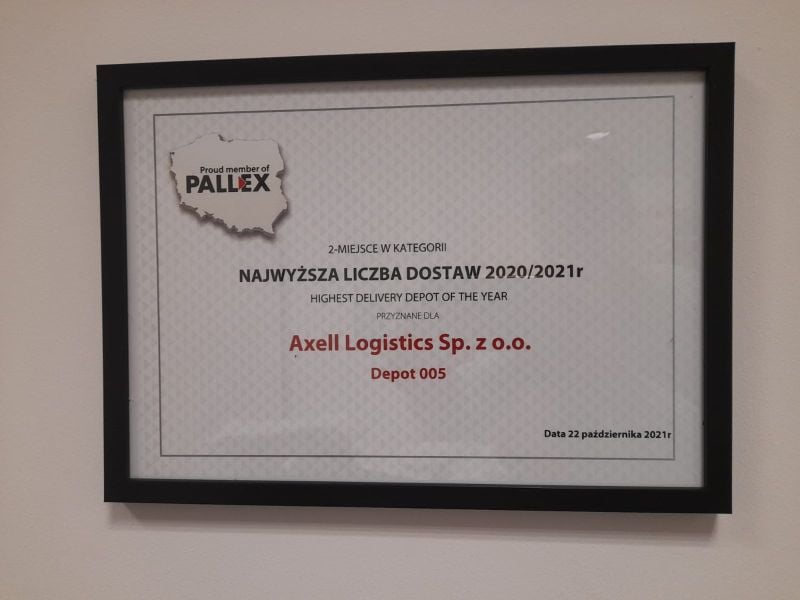 Proud member of
PALLEX
2-MIEJSCE W KATEGORII
NAJWYŻSZA LICZBA DOSTAW 2020/2021r
HIGHEST DELIVERY DEPOT OF THE YEAR
PRZYZNANE DLA
Axell Logistics Sp. z o.o.
Depot 005
Data 22 października 2021r